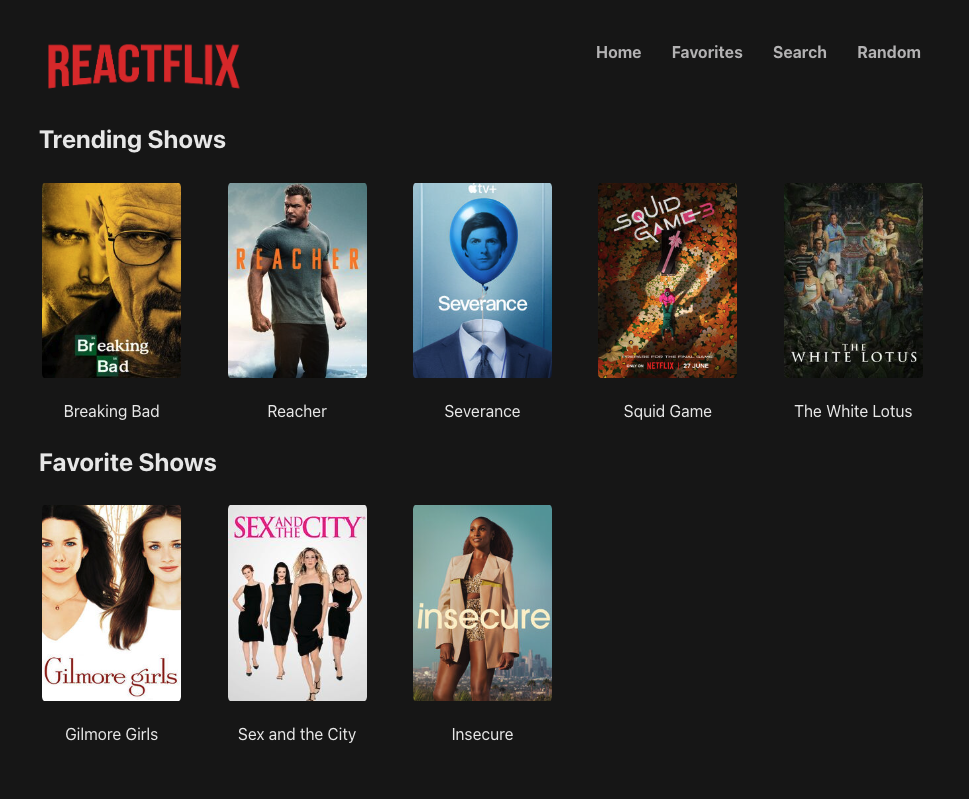 REACTFLIX
Home Favorites Search Random
Trending Shows
Breaking
Bad
REACHER
tv+
Severance
SQUID
GAME 3
PREPARE FOR THE FINAL GAME
ONLY ON NETFLIX | 27 JUNE
THE
WHITE LOTUS
Breaking Bad
Reacher
Severance
Squid Game
The White Lotus
Favorite Shows
Gilmore girls
SEX AND THE CITY
insecure
Gilmore Girls
Sex and the City
Insecure